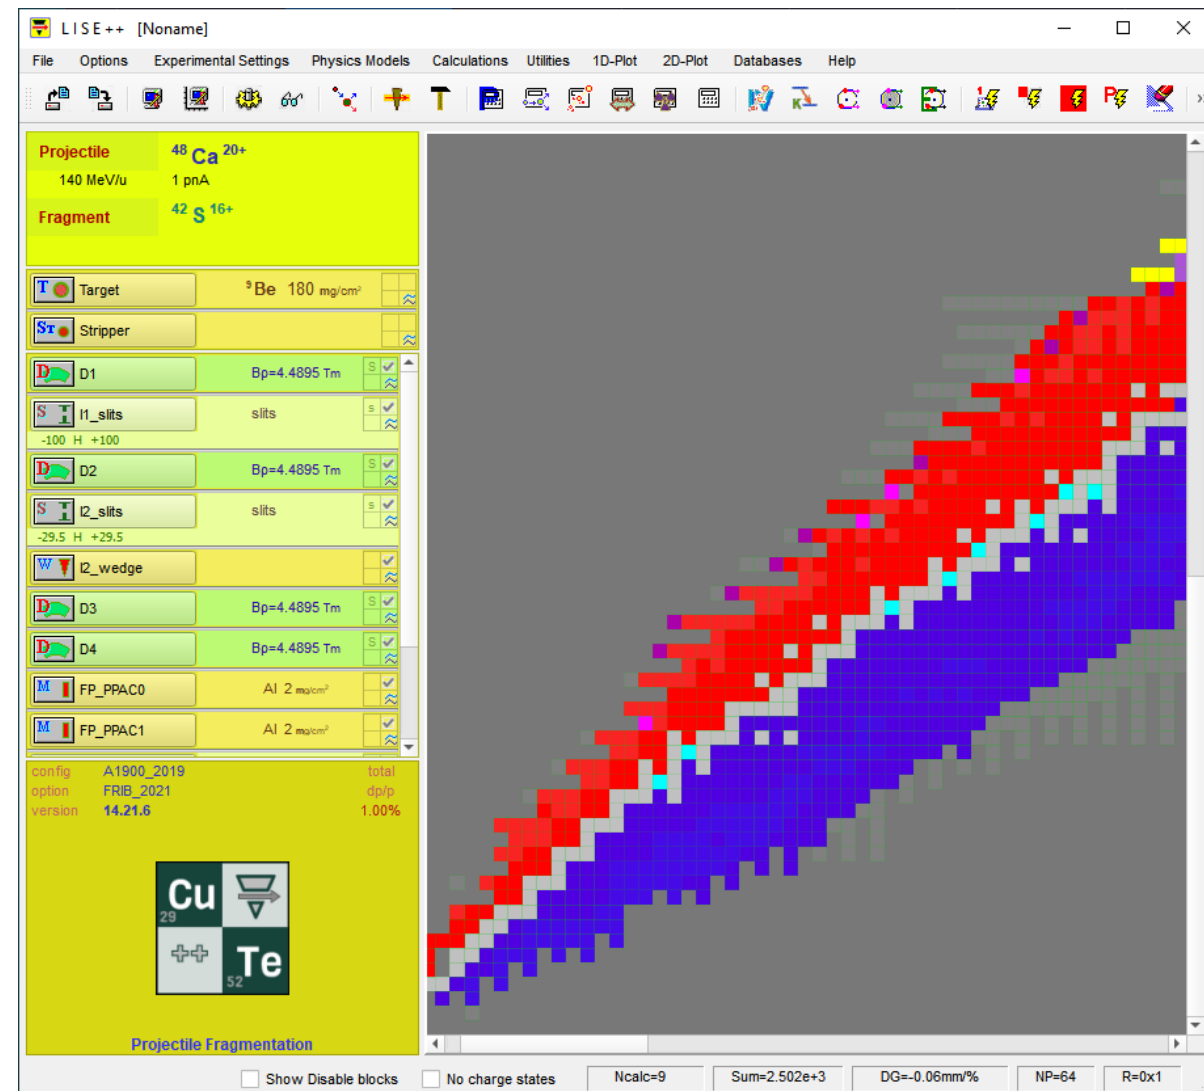 LISE++ [Noname]
File Options Experimental Settings Physics Models Calculations Utilities 1D-Plot 2D-Plot Databases Help
Projectile 48Ca 20+
140 MeV/u 1 pnA
Fragment 42S 16+
T Target 9Be 180 mg/cm²
ST Stripper
D D1 Bρ=4.4895 Tm S
S I1_slits slits s
-100 H +100
D D2 Bρ=4.4895 Tm S
S I2_slits slits s
-29.5 H +29.5
W I2_wedge
D D3 Bρ=4.4895 Tm S
D D4 Bρ=4.4895 Tm S
M FP_PPAC0 Al 2 mg/cm²
M FP_PPAC1 Al 2 mg/cm²
config A1900_2019 total
option FRIB_2021 dp/p
version 14.21.6 1.00%
Cu
29
++ Te
52
Projectile Fragmentation
Show Disable blocks No charge states Ncalc=9 Sum=2.502e+3 DG=-0.06mm/% NP=64 R=0x1